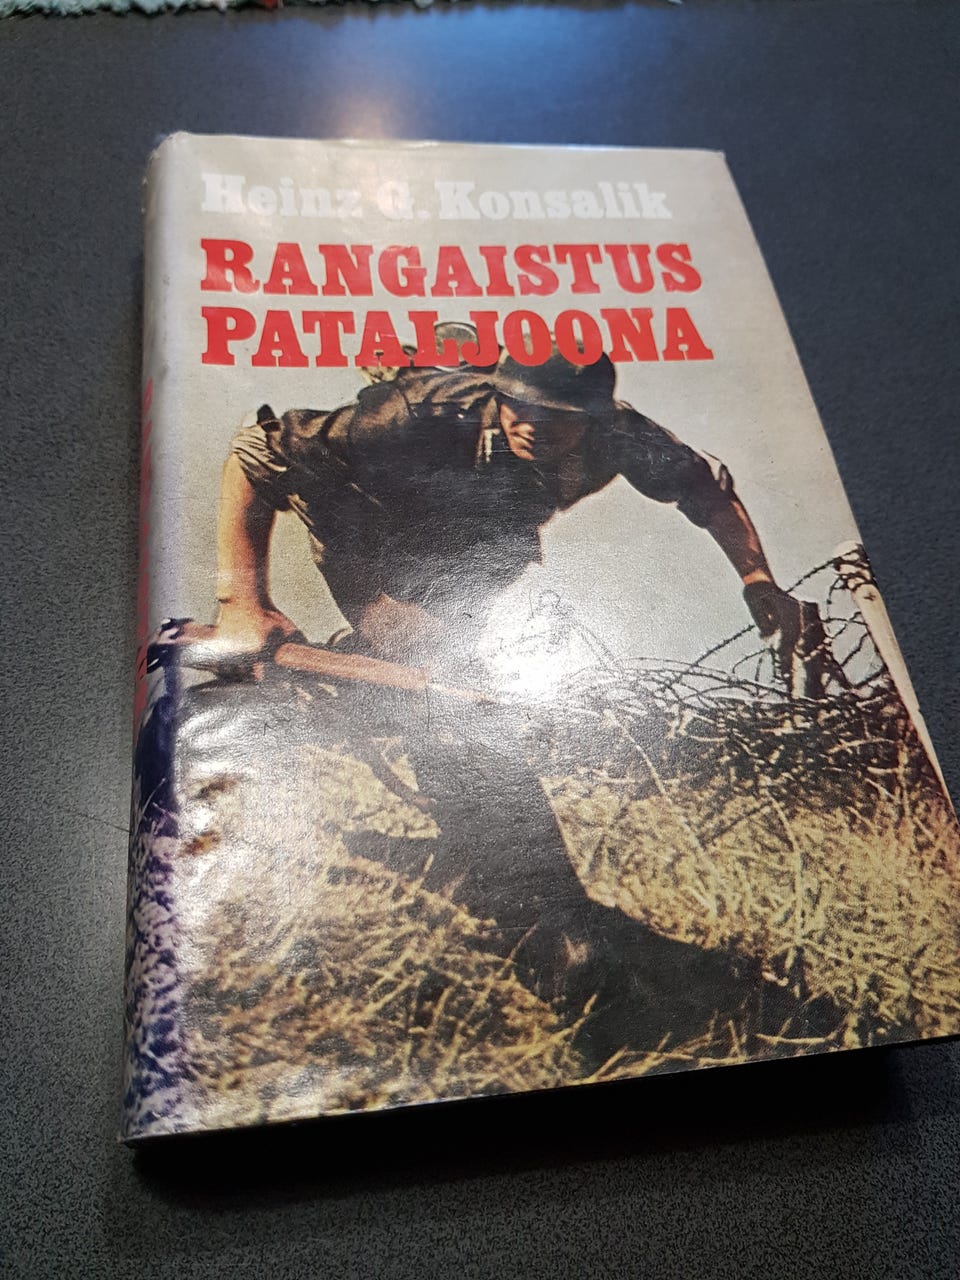 Heinz G. Konsalik
RANGAISTUS
PATALJOONA